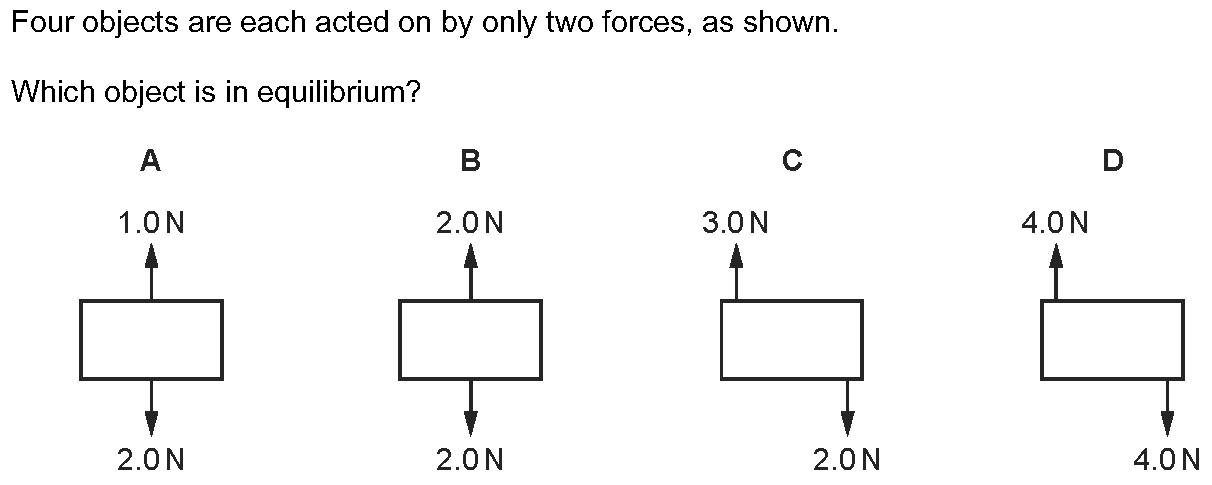 Four objects are each acted on by only two forces, as shown.
Which object is in equilibrium?
A B C D
1.0 N 2.0 N 3.0 N 4.0 N
2.0 N 2.0 N 2.0 N 4.0 N